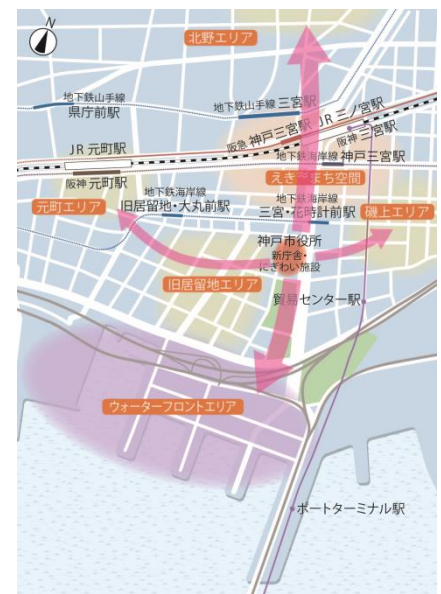 N
北野エリア
地下鉄山手線
県庁前駅
地下鉄山手線 三宮駅
阪急 神戸三宮駅 JR 三ノ宮駅
阪神 三宮駅
JR 元町駅
阪神 元町駅
地下鉄海岸線 神戸三宮駅
えき まち空間
元町エリア
地下鉄海岸線
旧居留地・大丸前駅
地下鉄海岸線
三宮・花時計前駅
磯上エリア
神戸市役所
新庁舎・
にぎわい施設
旧居留地エリア
貿易センター駅
ウォーターフロントエリア
ポートターミナル駅